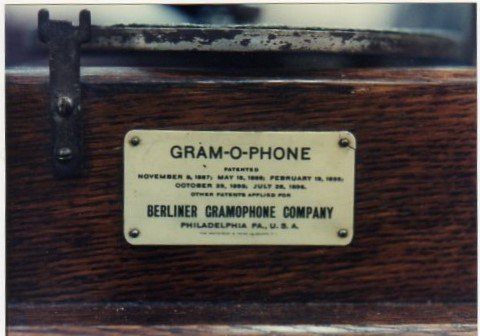 GRAM-O-PHONE
PATENTED
NOVEMBER 8, 1887; MAY 15, 1888; FEBRUARY 19, 1895;
OCTOBER 29, 1895; JULY 28, 1896.
OTHER PATENTS APPLIED FOR
BERLINER GRAMOPHONE COMPANY
PHILADELPHIA PA., U. S. A.